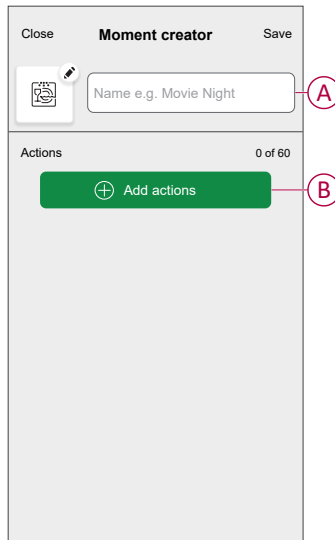 Close Moment creator Save
Name e.g. Movie Night A
Actions 0 of 60
Add actions B